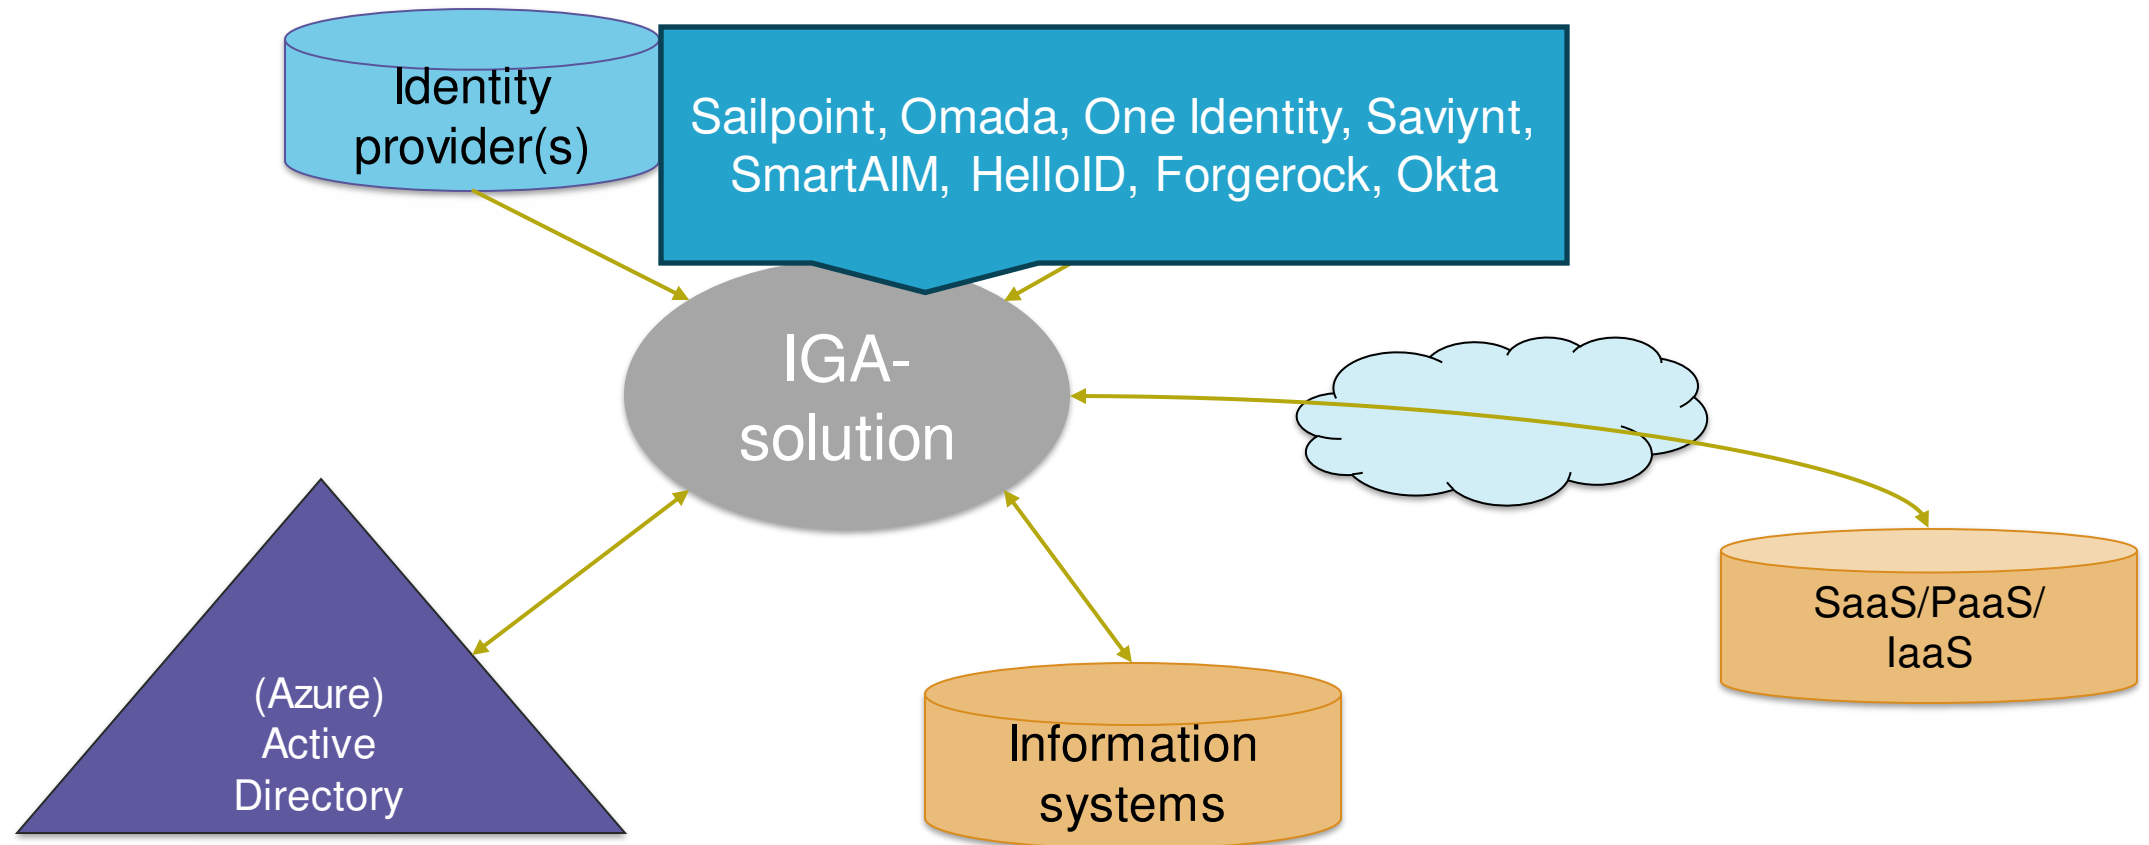 Identity
provider(s)
Sailpoint, Omada, One Identity, Saviynt,
SmartAIM, HelloID, Forgerock, Okta
IGA-
solution
SaaS/PaaS/
IaaS
(Azure)
Active
Directory
Information
systems